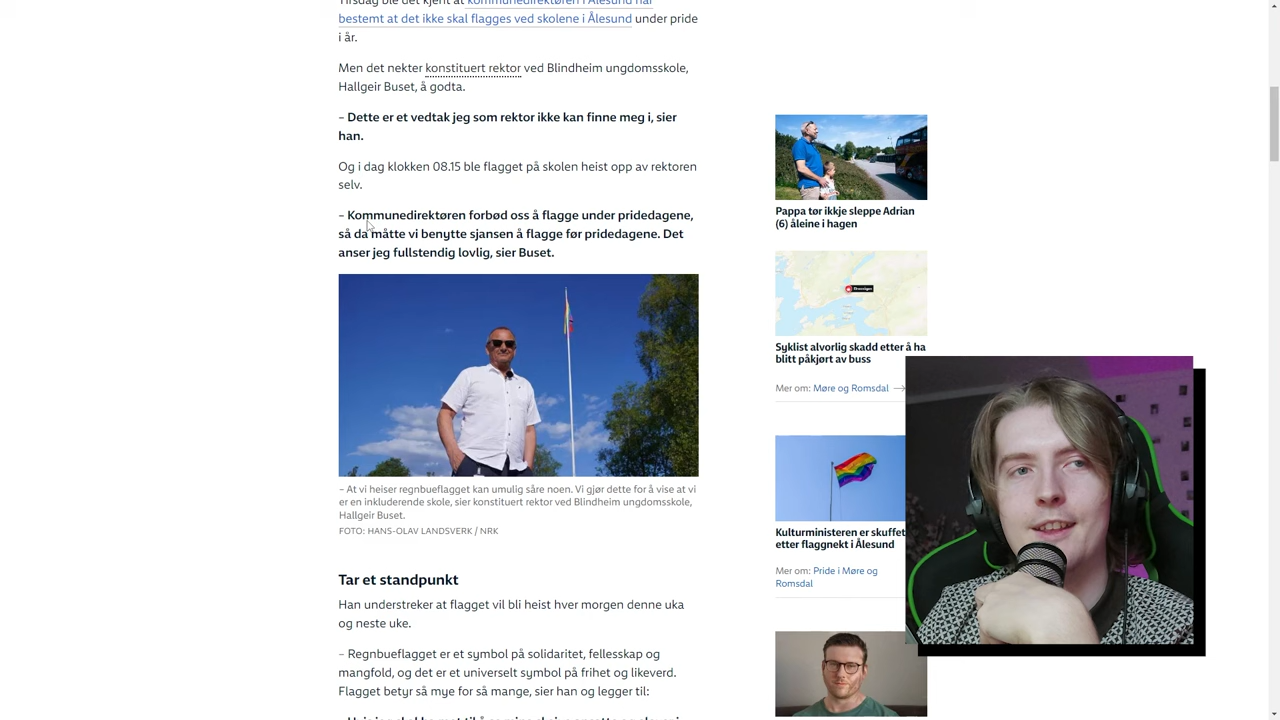 Tirsdag ble det kjent at kommunedirektøren i Ålesund har
bestemt at det ikke skal flagges ved skolene i Ålesund under pride
i år.
Men det nekter konstituert rektor ved Blindheim ungdomsskole,
Hallgeir Buset, å godta.
– Dette er et vedtak jeg som rektor ikke kan finne meg i, sier
han.
Og i dag klokken 08.15 ble flagget på skolen heist opp av rektoren
selv.
– Kommunedirektøren forbød oss å flagge under pridedagene,
så da måtte vi benytte sjansen å flagge før pridedagene. Det
anser jeg fullstendig lovlig, sier Buset.
– At vi heiser regnbueflagget kan umulig såre noen. Vi gjør dette for å vise at vi
er en inkluderende skole, sier konstituert rektor ved Blindheim ungdomsskole,
Hallgeir Buset.
FOTO: HANS-OLAV LANDSVERK / NRK
Tar et standpunkt
Han understreker at flagget vil bli heist hver morgen denne uka
og neste uke.
– Regnbueflagget er et symbol på solidaritet, fellesskap og
mangfold, og det er et universelt symbol på frihet og likeverd.
Flagget betyr så mye for så mange, sier han og legger til:
Pappa tør ikkje sleppe Adrian
(6) åleine i hagen
Syklist alvorlig skadd etter å ha
blitt påkjørt av buss
Mer om: Møre og Romsdal →
Kulturministeren er skuffet
etter flaggnekt i Ålesund
Mer om: Pride i Møre og
Romsdal